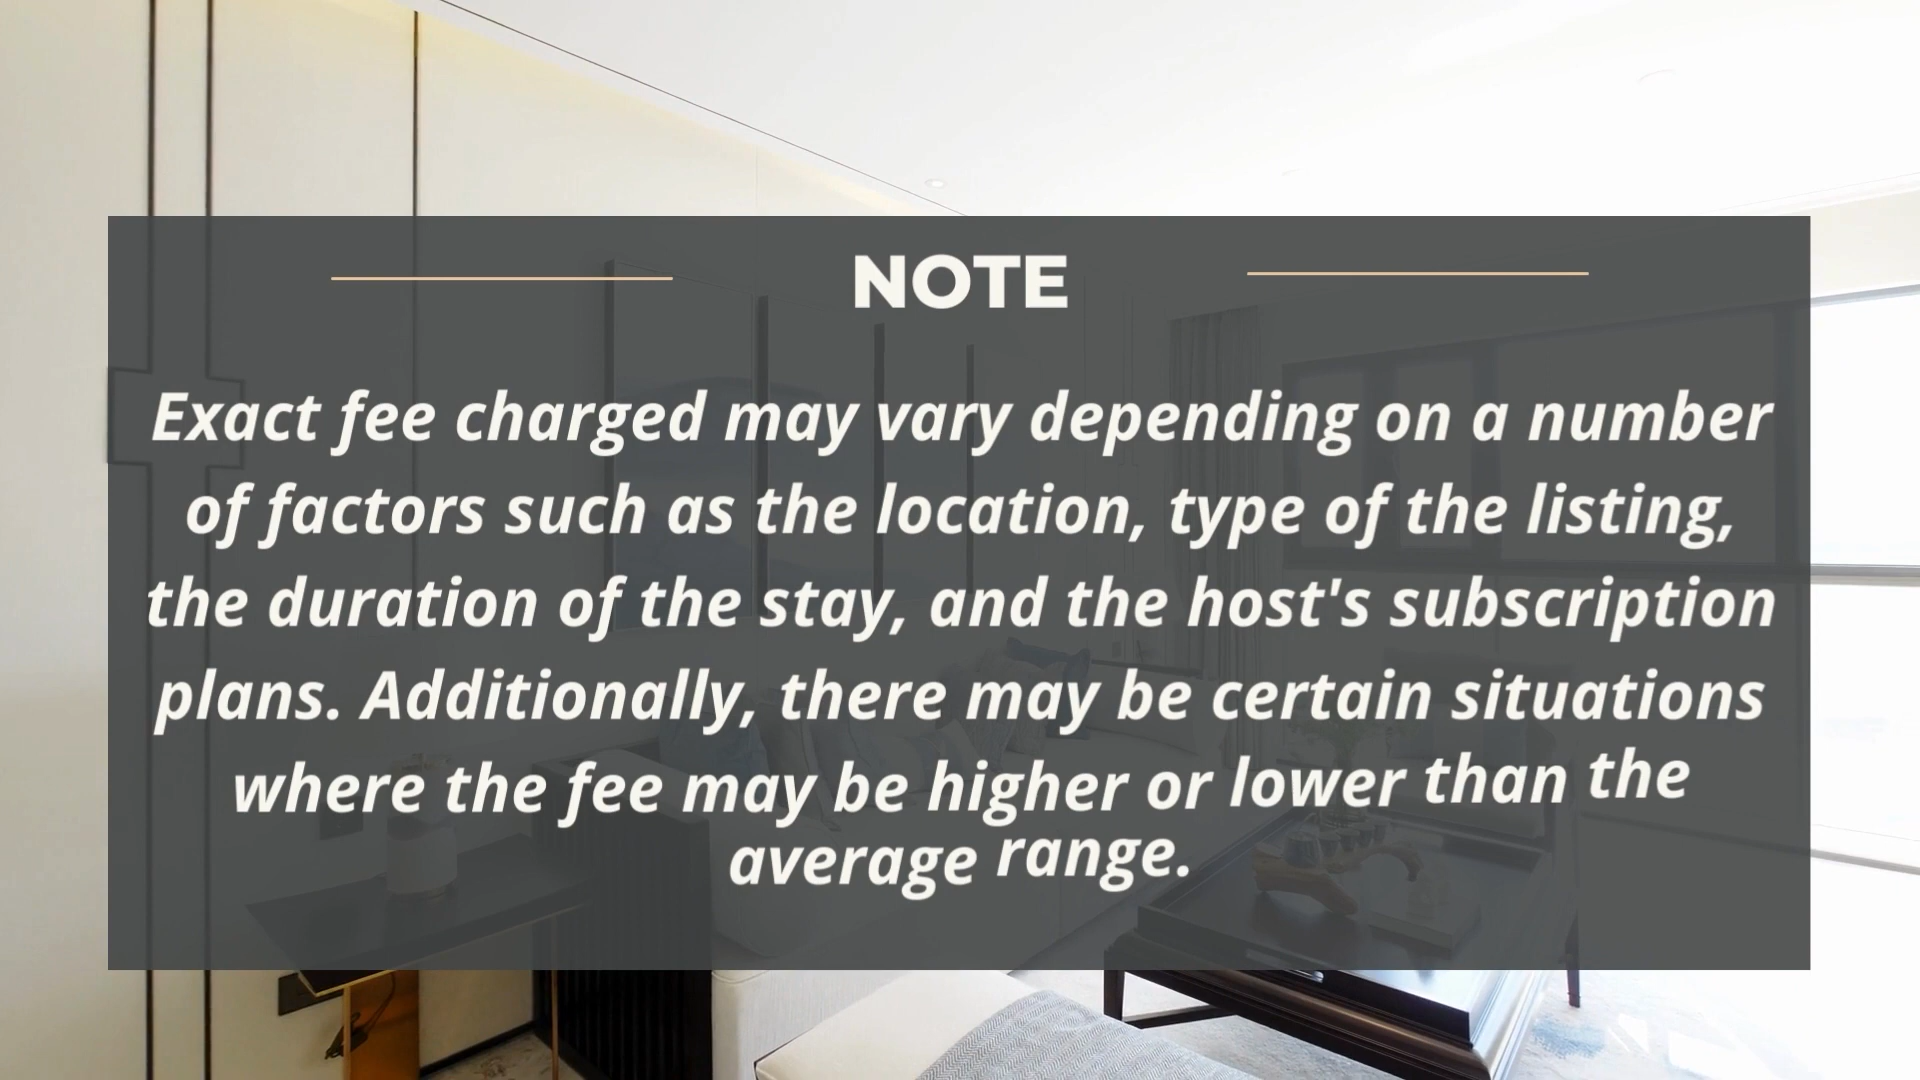 NOTE
Exact fee charged may vary depending on a number
of factors such as the location, type of the listing,
the duration of the stay, and the host's subscription
plans. Additionally, there may be certain situations
where the fee may be higher or lower than the
average range.